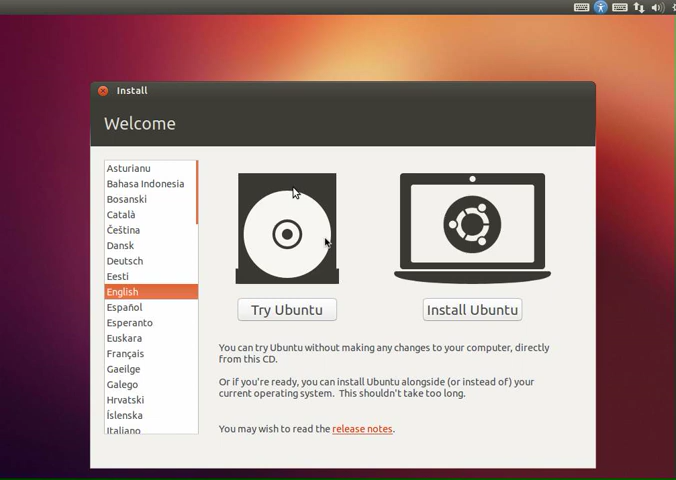 Install
Welcome
Asturianu
Bahasa Indonesia
Bosanski
Català
Čeština
Dansk
Deutsch
Eesti
English
Español
Esperanto
Euskara
Français
Gaeilge
Galego
Hrvatski
Íslenska
Italiano
Try Ubuntu
Install Ubuntu
You can try Ubuntu without making any changes to your computer, directly
from this CD.
Or if you're ready, you can install Ubuntu alongside (or instead of) your
current operating system. This shouldn't take too long.
You may wish to read the release notes.